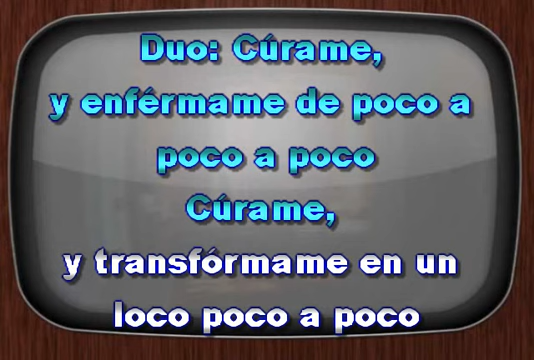 Duo: Cúrame,
y enférmame de poco a
poco a poco
Cúrame,
y transfórmame en un
loco poco a poco